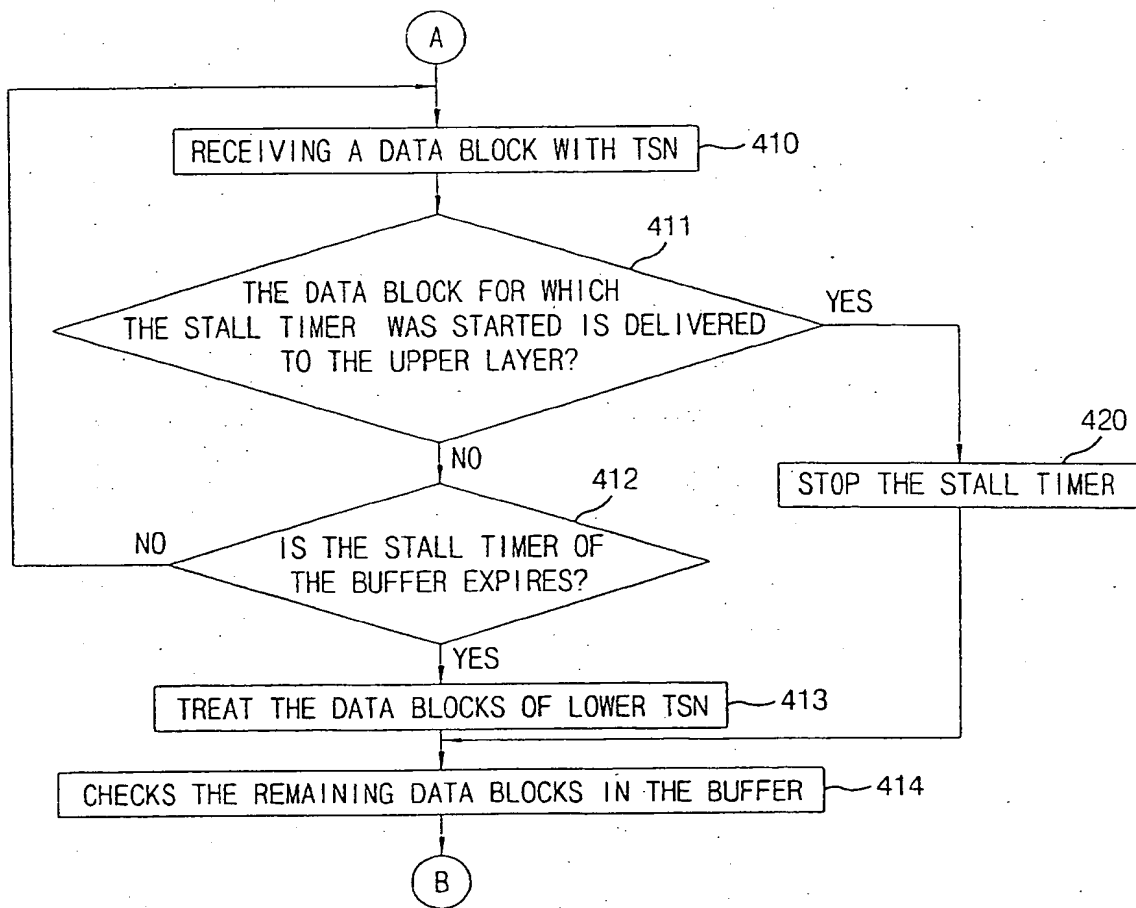 A
RECEIVING A DATA BLOCK WITH TSN
410
411
THE DATA BLOCK FOR WHICH
THE STALL TIMER WAS STARTED IS DELIVERED
TO THE UPPER LAYER?
YES
NO
420
STOP THE STALL TIMER
412
NO
IS THE STALL TIMER OF
THE BUFFER EXPIRES?
YES
TREAT THE DATA BLOCKS OF LOWER TSN
413
CHECKS THE REMAINING DATA BLOCKS IN THE BUFFER
414
B